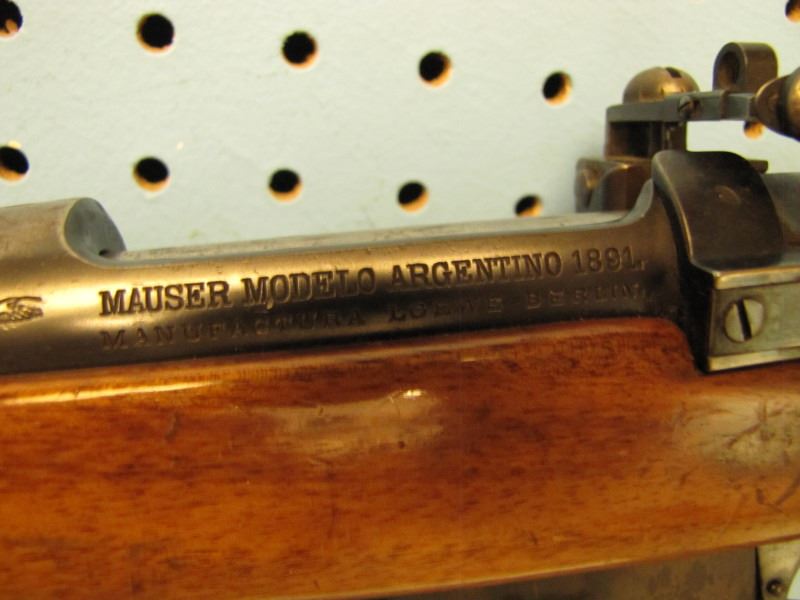 MAUSER MODELO ARGENTINO 1891.
MANUFACTURA LOEWE BERLIN.